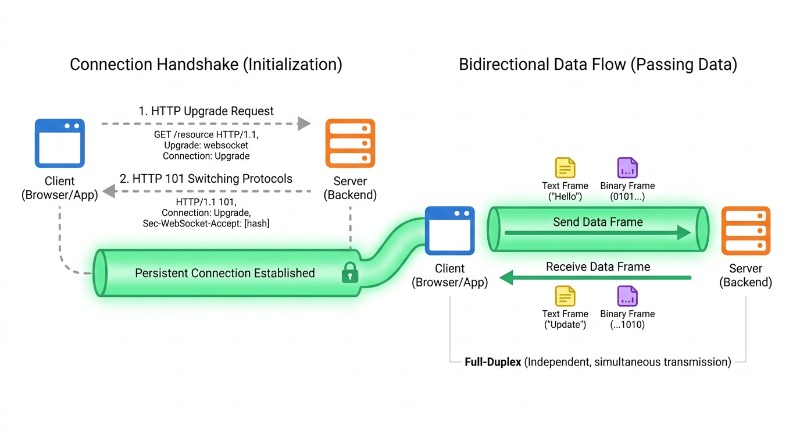 Connection Handshake (Initialization)
1. HTTP Upgrade Request
GET /resource HTTP/1.1,
Upgrade: websocket
Connection: Upgrade
Client
(Browser/App)
2. HTTP 101 Switching Protocols
HTTP/1.1 101,
Connection: Upgrade,
Sec-WebSocket-Accept: [hash]
Server
(Backend)
Persistent Connection Established
Bidirectional Data Flow (Passing Data)
Text Frame
("Hello")
Binary Frame
(0101...)
Send Data Frame
Client
(Browser/App)
Receive Data Frame
Server
(Backend)
Text Frame
("Update")
Binary Frame
(...1010)
Full-Duplex (Independent, simultaneous transmission)